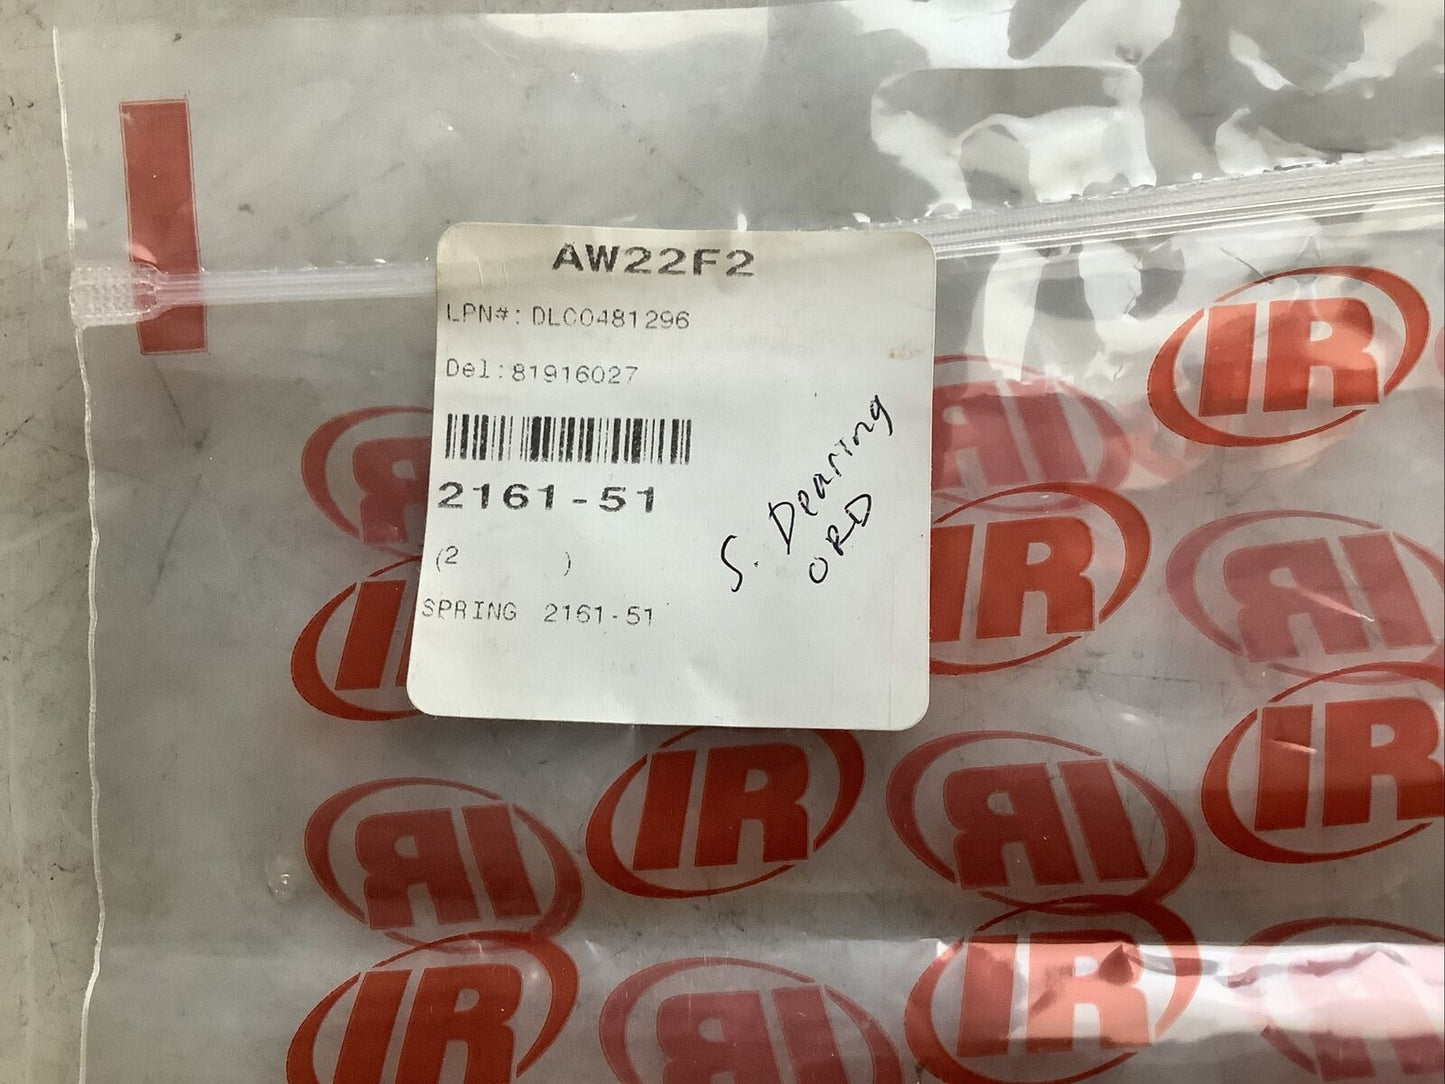 AW22F2
LPN#: DLC0481296
Del:81916027
2161-51
(2 )
SPRING 2161-51
S. Dearing
ORD
IR
IR
IR
IR
IR
IR
IR
IR
IR
IR
IR
IR